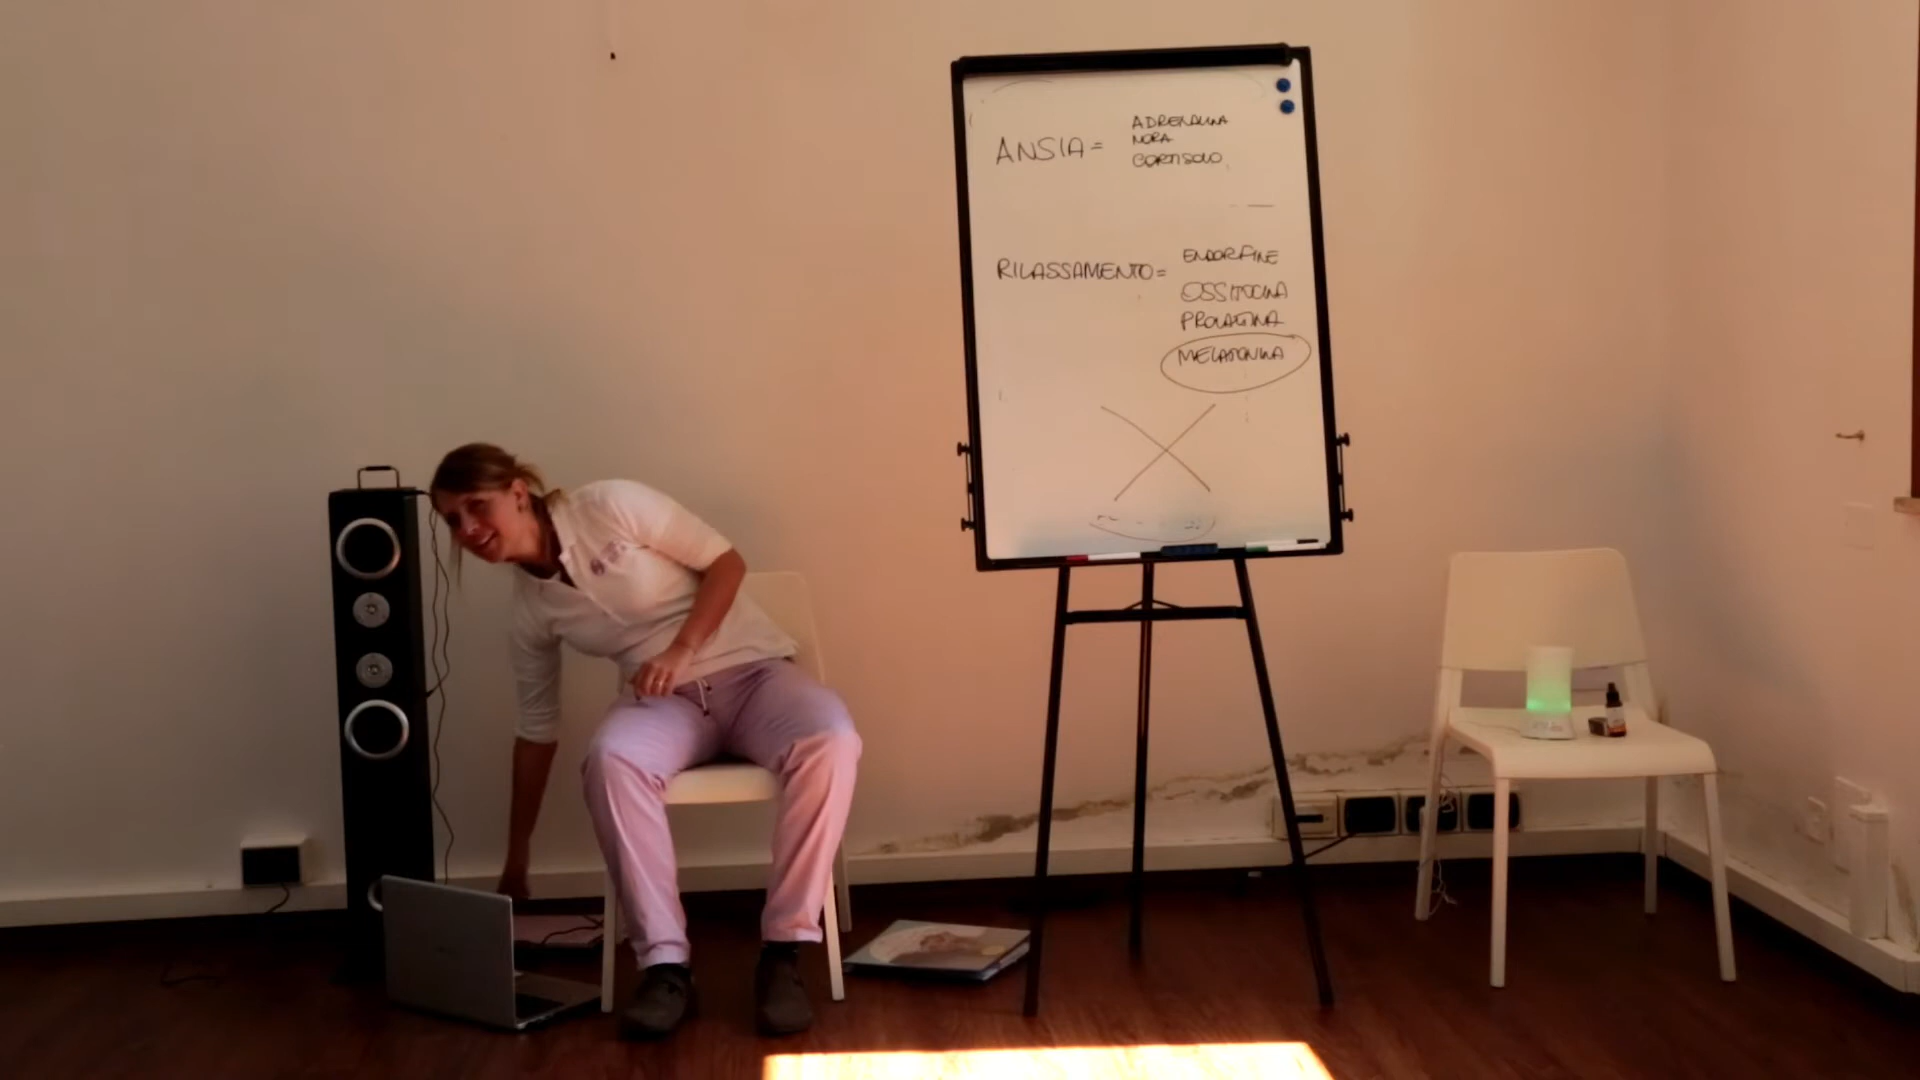 ANSIA =
ADRENALINA
NORA
CORTISOLO
RILASSAMENTO =
ENDORFINE
OSSITOCINA
PROLATTINA
MELATONINA